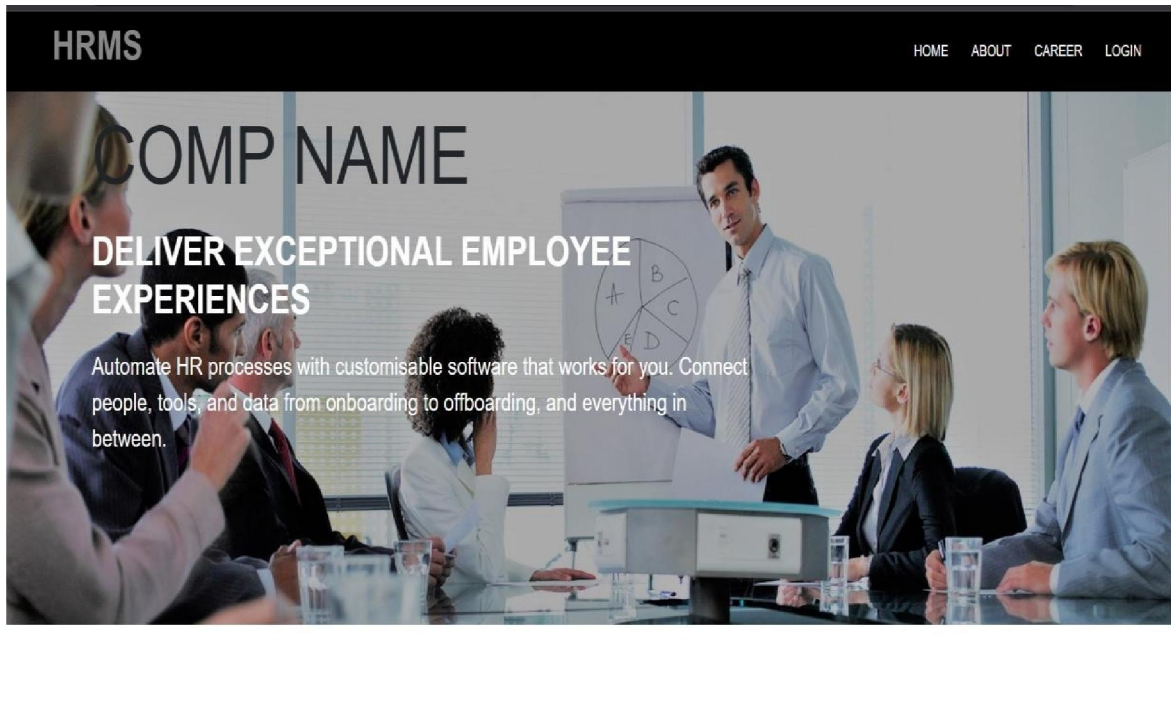 HRMS
HOME ABOUT CAREER LOGIN
COMP NAME
DELIVER EXCEPTIONAL EMPLOYEE
EXPERIENCES
Automate HR processes with customisable software that works for you. Connect
people, tools, and data from onboarding to offboarding, and everything in
between.
A
B
C
D
E